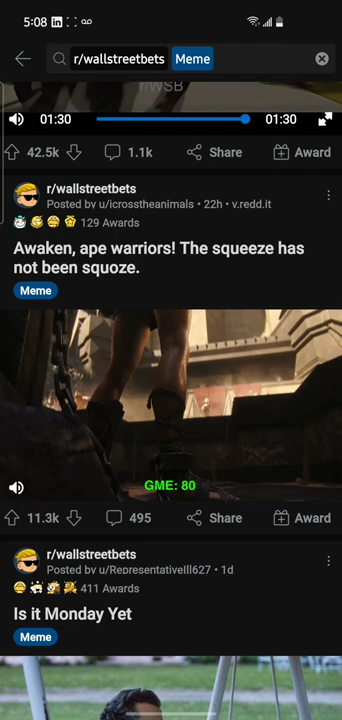 5:08
r/wallstreetbets Meme
r/WSB
01:30 01:30
42.5k 1.1k Share Award
r/wallstreetbets
Posted by u/icrosstheanimals • 22h • v.redd.it
129 Awards
Awaken, ape warriors! The squeeze has
not been squoze.
Meme
GME: 80
11.3k 495 Share Award
r/wallstreetbets
Posted by u/RepresentativeIll627 • 1d
411 Awards
Is it Monday Yet
Meme